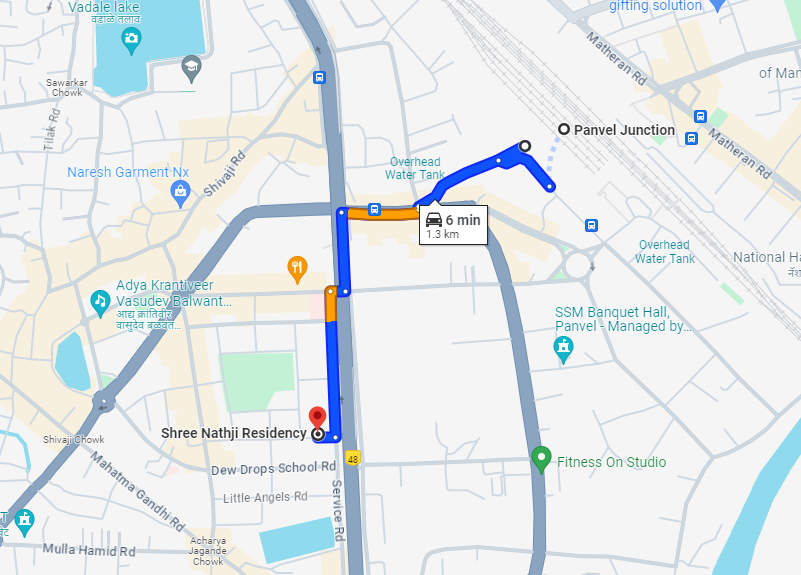 Vadale lake
वडाळे तलाव
gifting solution
Matheran Rd
Sawarkar
Chowk
of Man
Tilak Rd
Panvel Junction
Matheran Rd
Overhead
Water Tank
Shivaji Rd
Naresh Garment Nx
6 min
1.3 km
Overhead
Water Tank
National Ha
Adya Krantiveer
Vasudev Balwant...
आद्य क्रांतिवीर
वासुदेव बळवंत...
SSM Banquet Hall,
Panvel - Managed by...
Shree Nathji Residency
Shivaji Chowk
48
Mahatma Gandhi Rd
Dew Drops School Rd
Fitness On Studio
Little Angels Rd
Service Rd
Mulla Hamid Rd
Acharya
Jagande
Chowk